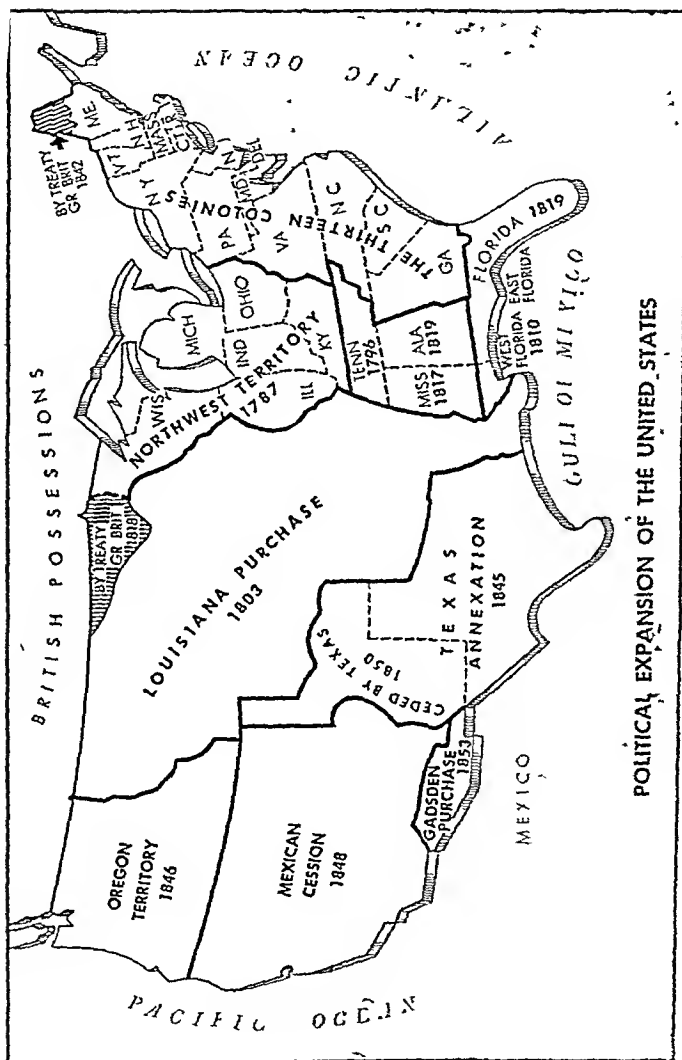 BRITISH POSSESSIONS
PACIFIC OCEAN
ATLANTIC OCEAN
MEXICO
OREGON
TERRITORY
1846
MEXICAN
CESSION
1848
GADSDEN
PURCHASE
1853
LOUISIANA PURCHASE
1803
BY TREATY
GR BRIT
1818
CEDED BY TEXAS
1850
TEXAS
ANNEXATION
1845
NORTHWEST TERRITORY
1787
WIS
MICH
ILL
IND
OHIO
KY
TENN
1796
MISS
1817
ALA
1819
WEST
FLORIDA
1810
EAST
FLORIDA
FLORIDA 1819
THE THIRTEEN COLONIES
BY TREATY
GR BRIT
1842
ME
VT
N H
MASS
CT
R
N Y
PA
MD
DEL
VA
N C
S C
GA
POLITICAL EXPANSION OF THE UNITED STATES